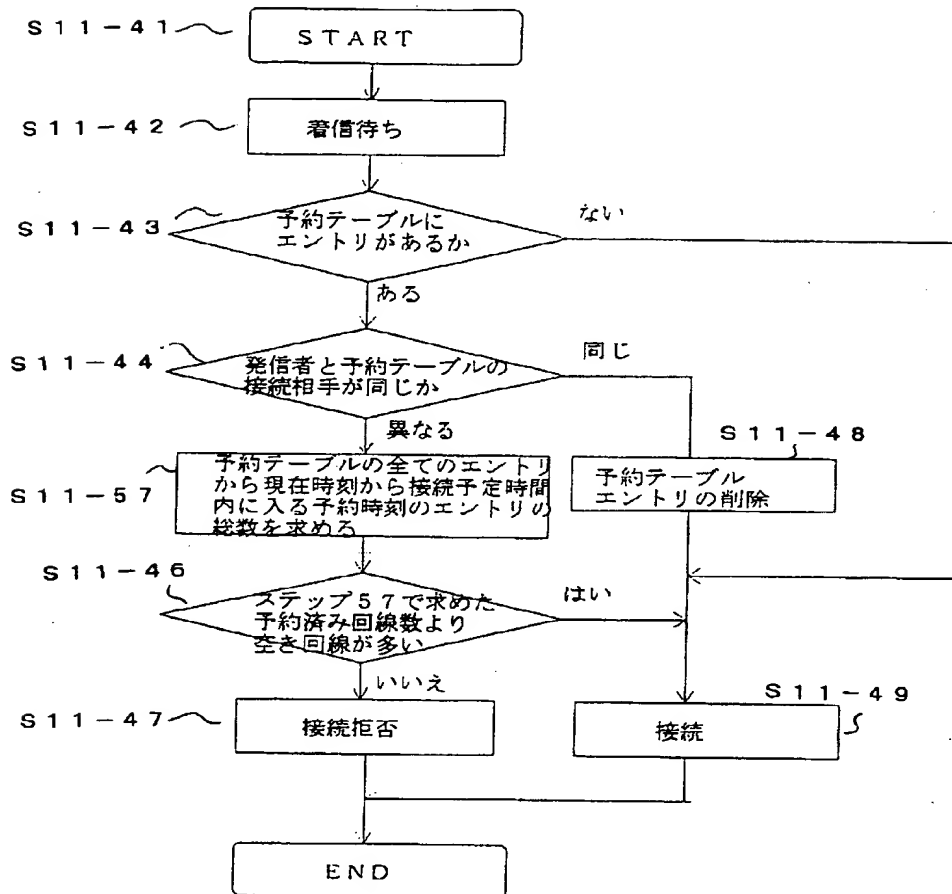 S11-41
START
S11-42
着信待ち
S11-43
予約テーブルに
エントリがあるか
ない
ある
S11-44
発信者と予約テーブルの
接続相手が同じか
同じ
異なる
S11-48
予約テーブル
エントリの削除
S11-57
予約テーブルの全てのエントリ
から現在時刻から接続予定時間
内に入る予約時刻のエントリの
総数を求める
S11-46
ステップ57で求めた
予約済み回線数より
空き回線が多い
はい
いいえ
S11-47
接続拒否
S11-49
接続
END